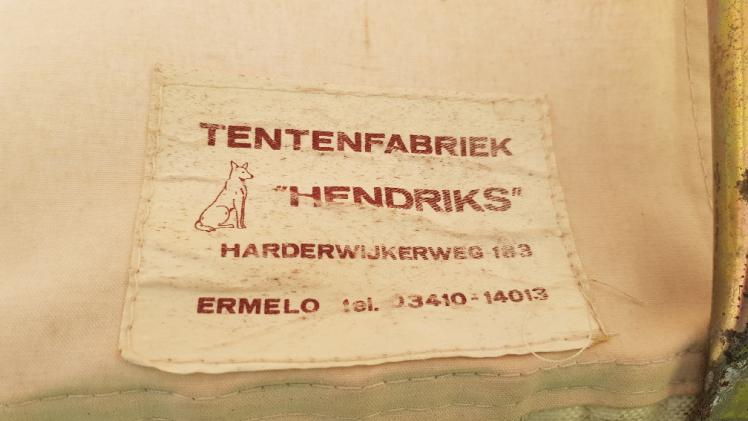 TENTENFABRIEK
"HENDRIKS"
HARDERWIJKERWEG 183
ERMELO tel. 03410-14013